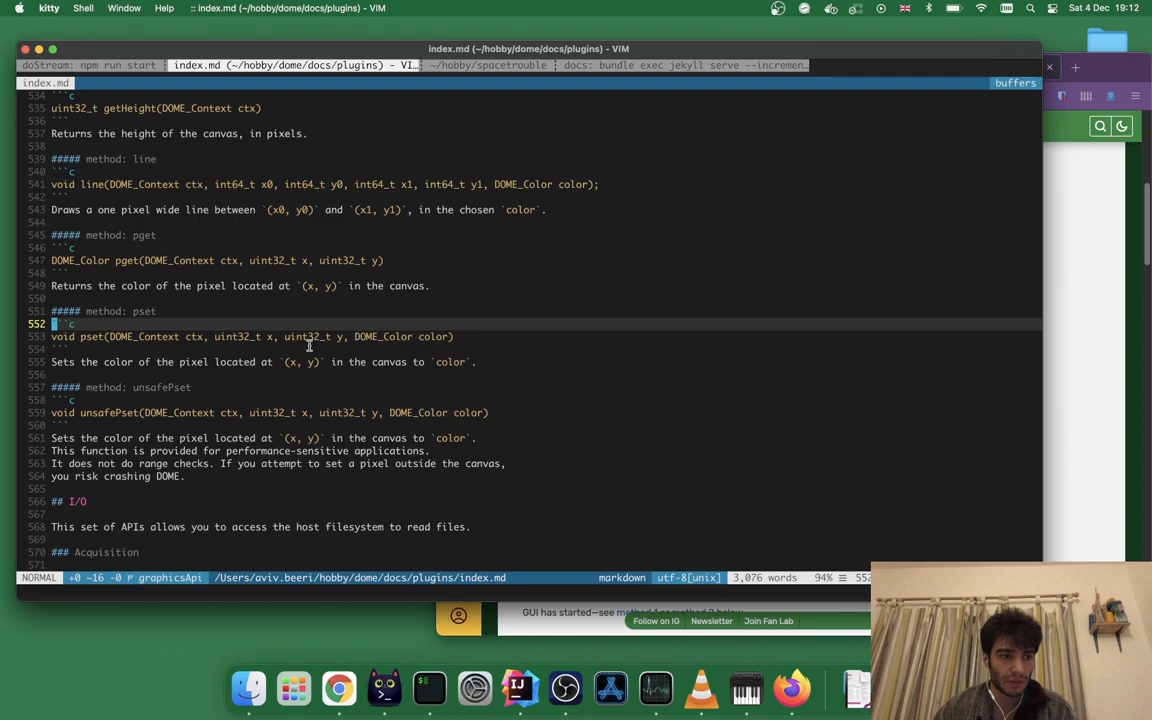 kitty Shell Window Help :: index.md (~/hobby/dome/docs/plugins) - VIM Sat 4 Dec 19:12
index.md (~/hobby/dome/docs/plugins) - VIM
doStream: npm run start index.md (~/hobby/dome/docs/plugins) - VI… ~/hobby/spacetrouble docs: bundle exec jekyll serve --incremen…
index.md buffers
534 ```c
535 uint32_t getHeight(DOME_Context ctx)
536 ```
537 Returns the height of the canvas, in pixels.
538
539 ##### method: line
540 ```c
541 void line(DOME_Context ctx, int64_t x0, int64_t y0, int64_t x1, int64_t y1, DOME_Color color);
542 ```
543 Draws a one pixel wide line between `(x0, y0)` and `(x1, y1)`, in the chosen `color`.
544
545 ##### method: pget
546 ```c
547 DOME_Color pget(DOME_Context ctx, uint32_t x, uint32_t y)
548 ```
549 Returns the color of the pixel located at `(x, y)` in the canvas.
550
551 ##### method: pset
552 ```c
553 void pset(DOME_Context ctx, uint32_t x, uint32_t y, DOME_Color color)
554 ```
555 Sets the color of the pixel located at `(x, y)` in the canvas to `color`.
556
557 ##### method: unsafePset
558 ```c
559 void unsafePset(DOME_Context ctx, uint32_t x, uint32_t y, DOME_Color color)
560 ```
561 Sets the color of the pixel located at `(x, y)` in the canvas to `color`.
562 This function is provided for performance-sensitive applications.
563 It does not do range checks. If you attempt to set a pixel outside the canvas,
564 you risk crashing DOME.
565
566 ## I/O
567
568 This set of APIs allows you to access the host filesystem to read files.
569
570 ### Acquisition
571
NORMAL +0 ~16 -0 graphicsApi /Users/aviv.beeri/hobby/dome/docs/plugins/index.md markdown utf-8[unix] 3,076 words 94% ☰ 552
GUI has started—see method 1 or method 2 below
Follow on IG Newsletter Join Fan Lab